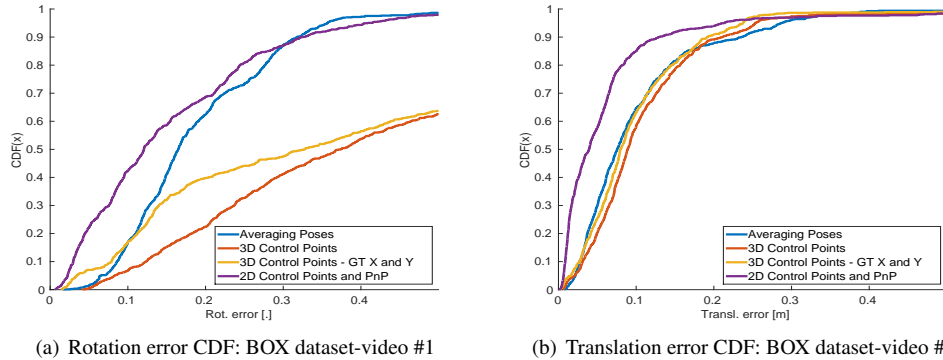 1
0.9
0.8
0.7
0.6
0.5
0.4
0.3
0.2
0.1
0
CDF(x)
0
0.1
0.2
0.3
0.4
Rot. error [.]
Averaging Poses
3D Control Points
3D Control Points - GT X and Y
2D Control Points and PnP
(a) Rotation error CDF: BOX dataset-video #1
1
0.9
0.8
0.7
0.6
0.5
0.4
0.3
0.2
0.1
0
CDF(x)
0
0.1
0.2
0.3
0.4
Transl. error [m]
Averaging Poses
3D Control Points
3D Control Points - GT X and Y
2D Control Points and PnP
(b) Translation error CDF: BOX dataset-video #